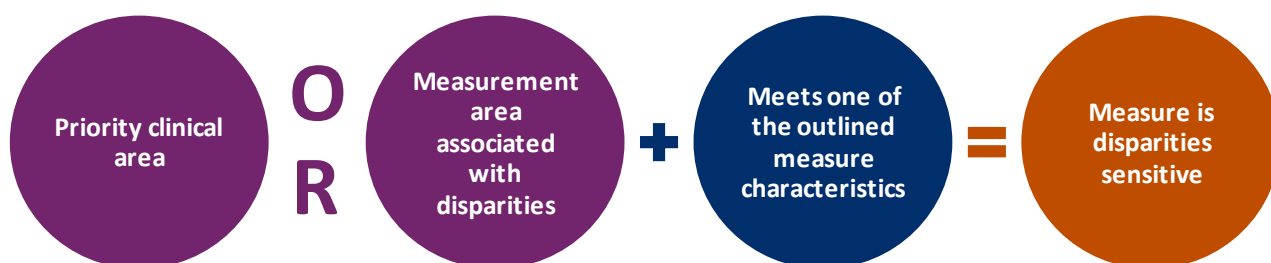 Priority clinical
area
O
R
Measurement
area
associated
with
disparities
+
Meets one of
the outlined
measure
characteristics
=
Measure is
disparities
sensitive